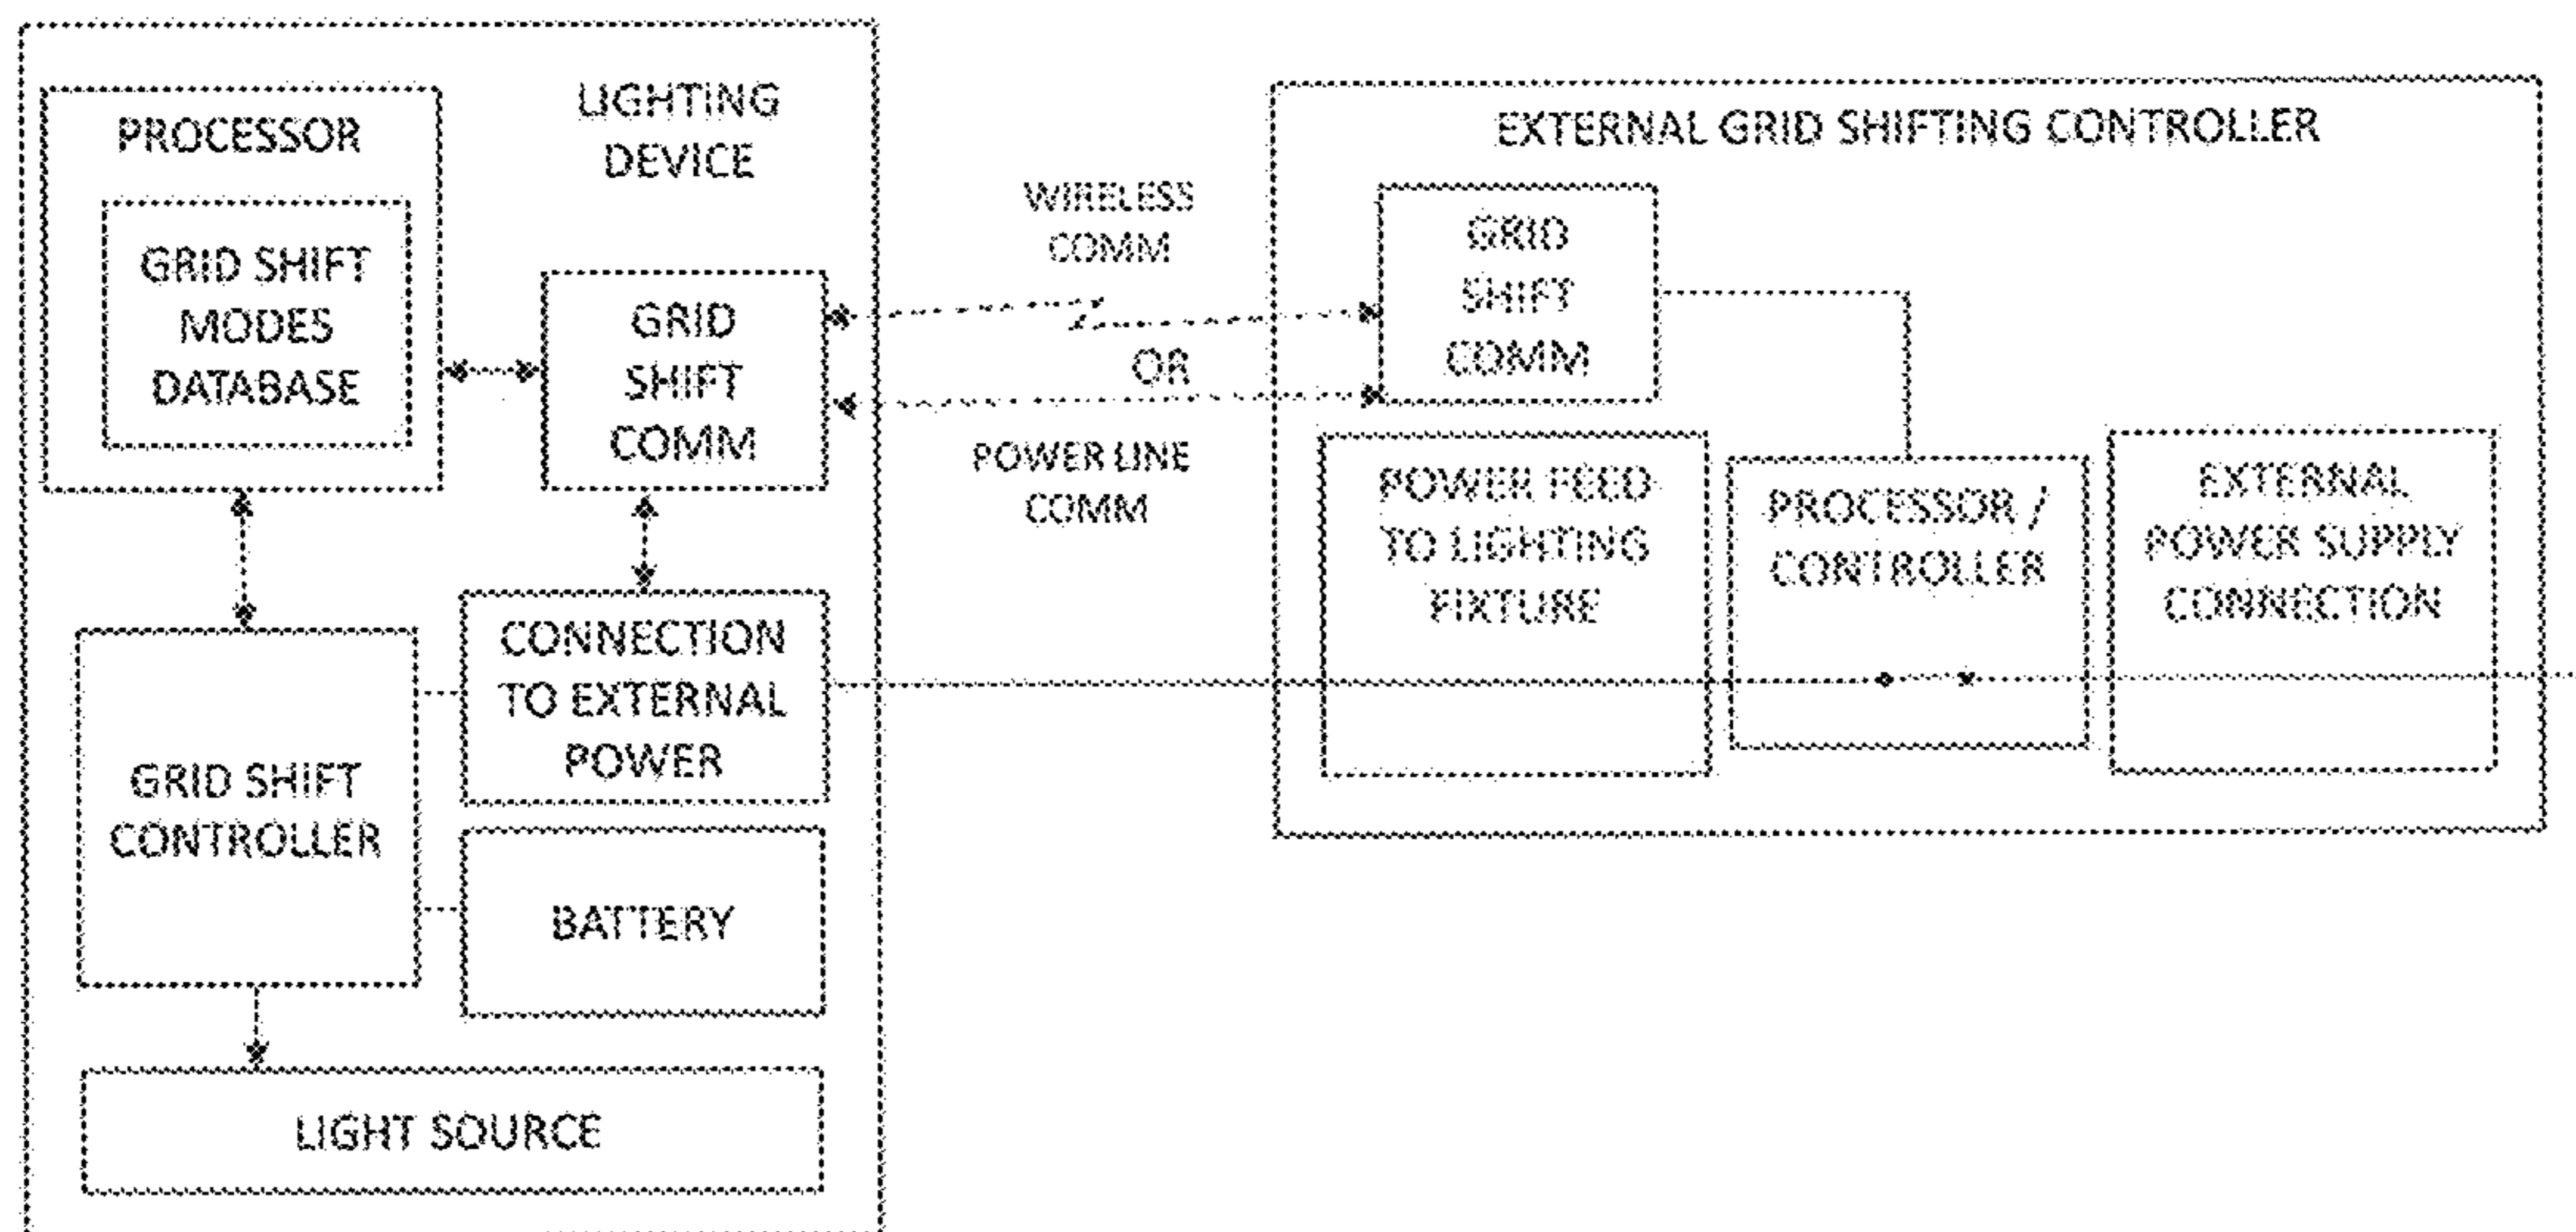 LIGHTING
DEVICE
PROCESSOR
GRID SHIFT
MODES
DATABASE
GRID
SHIFT
COMM
CONNECTION
TO EXTERNAL
POWER
GRID SHIFT
CONTROLLER
BATTERY
LIGHT SOURCE
WIRELESS
COMM
OR
POWER LINE
COMM
EXTERNAL GRID SHIFTING CONTROLLER
GRID
SHIFT
COMM
POWER FEED
TO LIGHTING
FIXTURE
PROCESSOR /
CONTROLLER
EXTERNAL
POWER SUPPLY
CONNECTION